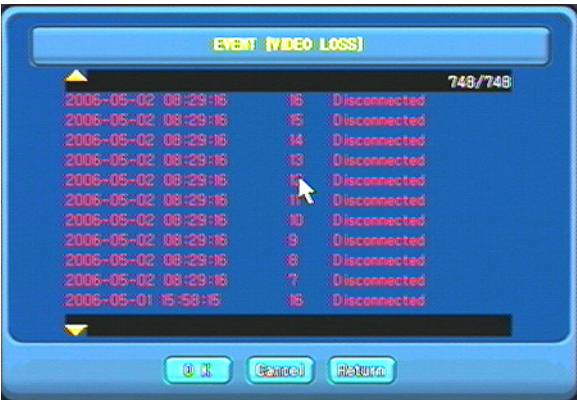 EVENT [VIDEO LOSS]
748/748
2006-05-02 08:29:16 16 Disconnected
2006-05-02 08:29:16 15 Disconnected
2006-05-02 08:29:16 14 Disconnected
2006-05-02 08:29:16 13 Disconnected
2006-05-02 08:29:16 12 Disconnected
2006-05-02 08:29:16 11 Disconnected
2006-05-02 08:29:16 10 Disconnected
2006-05-02 08:29:16 9 Disconnected
2006-05-02 08:29:16 8 Disconnected
2006-05-02 08:29:16 7 Disconnected
2006-05-01 15:58:15 16 Disconnected
O K Cancel Return